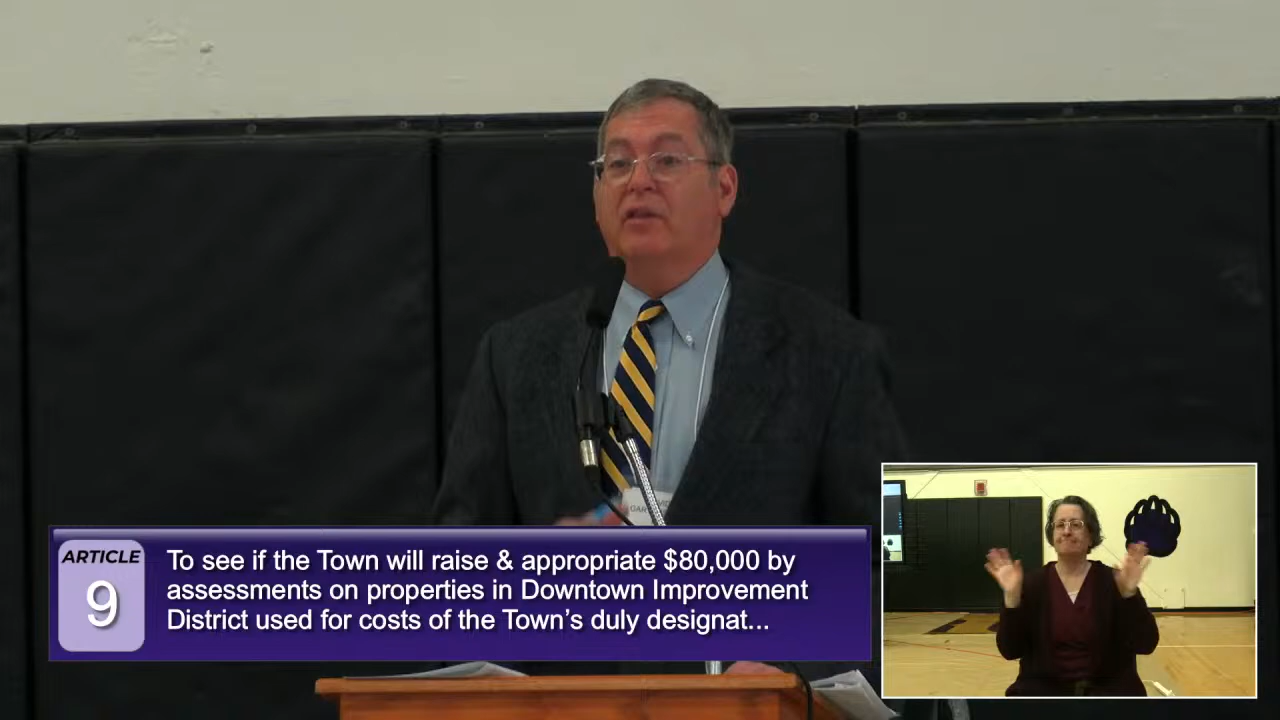 ARTICLE
9
To see if the Town will raise & appropriate $80,000 by
assessments on properties in Downtown Improvement
District used for costs of the Town’s duly designat...